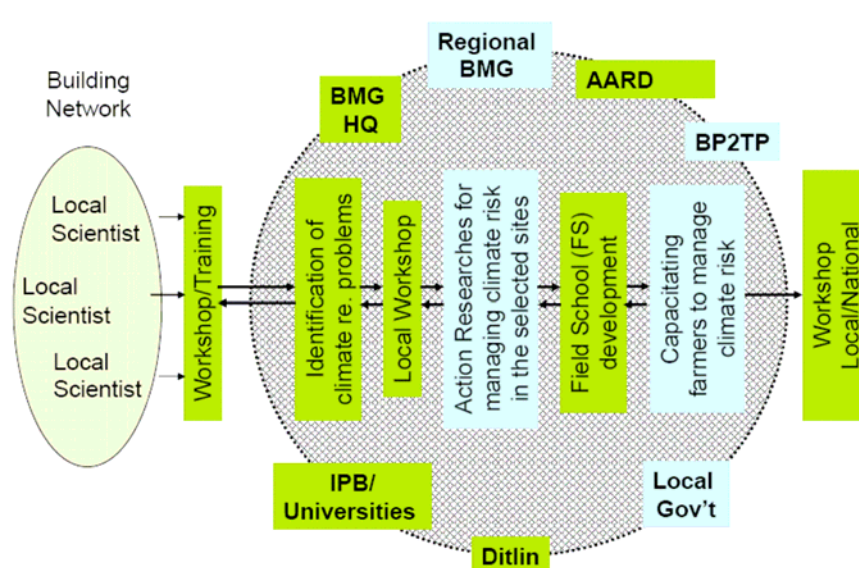 Regional
BMG
AARD
BMG
HQ
BP2TP
Building
Network
Local
Scientist
Local
Scientist
Local
Scientist
Workshop/Training
Identification of
climate re. problems
Local Workshop
Action Researches for
managing climate risk
in the selected sites
Field School (FS)
development
Capacitating
farmers to manage
climate risk
Workshop
Local/National
IPB/
Universities
Ditlin
Local
Gov't